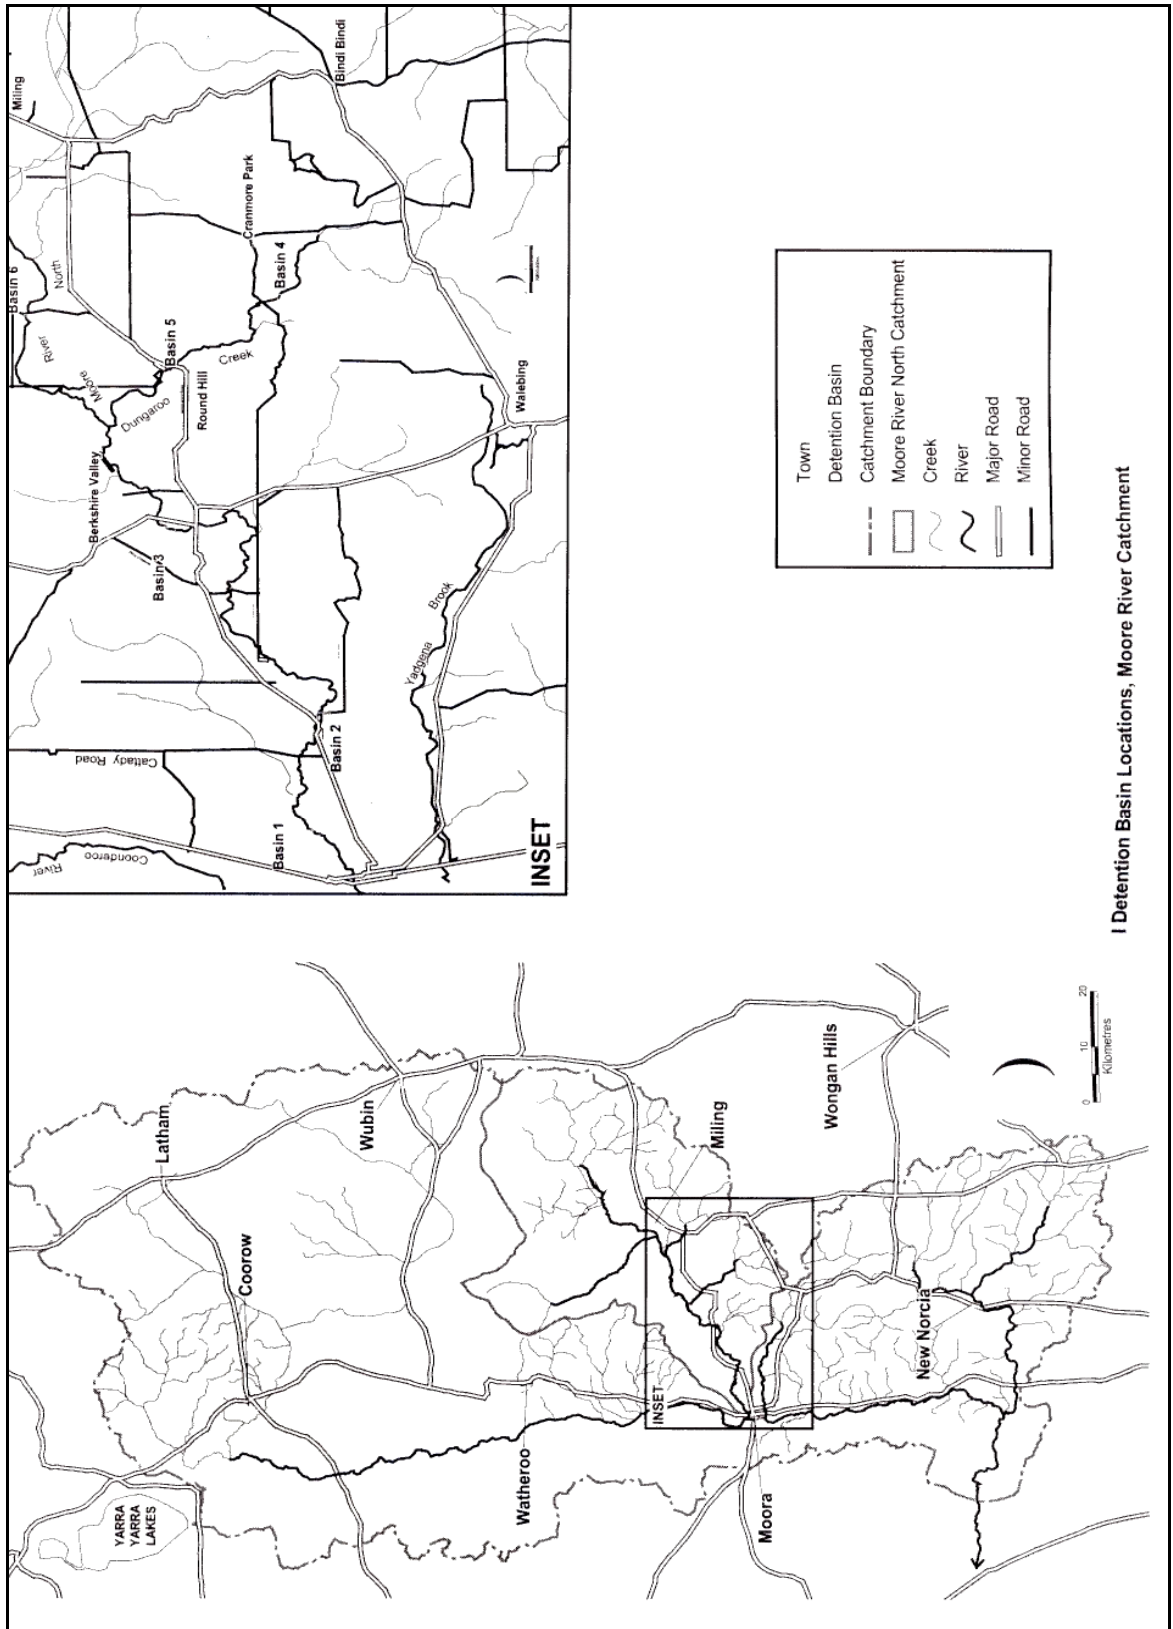 Miling
Bindi Bindi
Cranmore Park
Basin 4
Basin 6
North
River
Moore
Basin 5
Creek
Dungaroo
Round Hill
Walebing
Berkshire Valley
Basin 3
Yadgena
Brook
Basin 2
Cattady Road
Basin 1
Coonderoo
River
INSET
Town
Detention Basin
Catchment Boundary
Moore River North Catchment
Creek
River
Major Road
Minor Road
Latham
Wubin
Coorow
Miling
Wongan Hills
New Norcia
INSET
Watheroo
Moora
YARRA
YARRA
LAKES
0 10 20
Kilometres
l Detention Basin Locations, Moore River Catchment